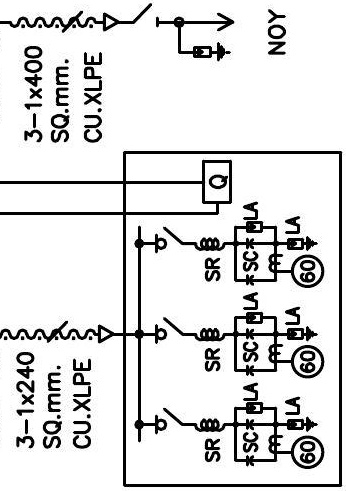 3-1x400
SQ.mm.
CU.XLPE
NOY
Q
LA
SR
SC
LA
60
3-1x240
SQ.mm.
CU.XLPE
LA
SR
SC
LA
60
LA
SR
SC
LA
60